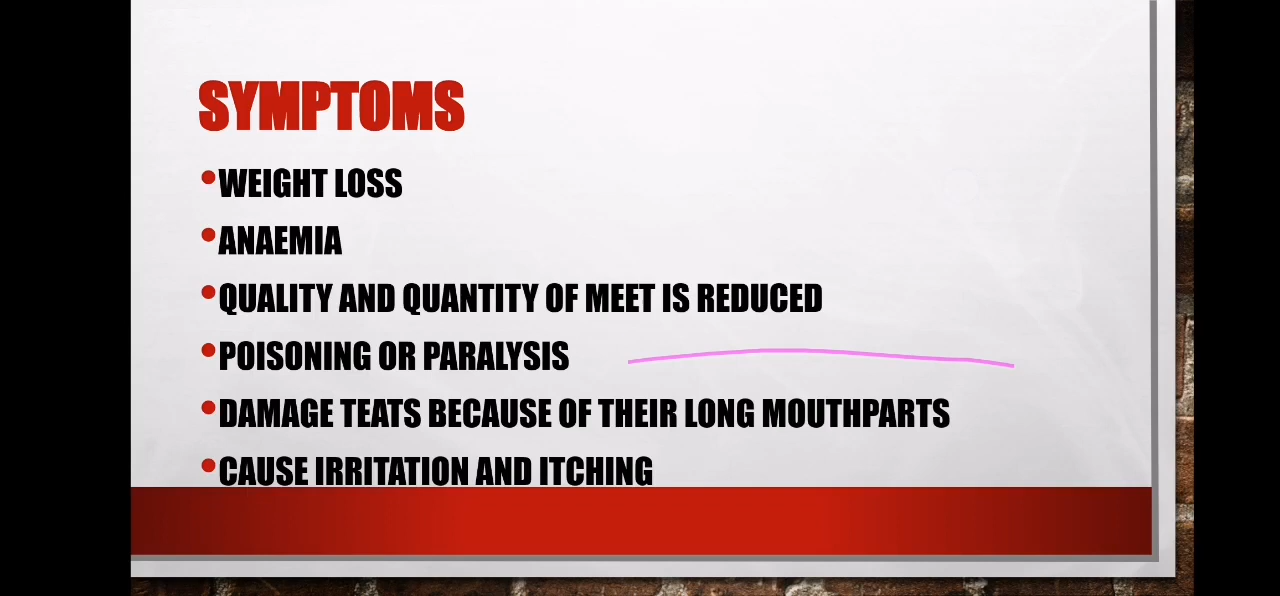 SYMPTOMS
•WEIGHT LOSS
•ANAEMIA
•QUALITY AND QUANTITY OF MEET IS REDUCED
•POISONING OR PARALYSIS
•DAMAGE TEATS BECAUSE OF THEIR LONG MOUTHPARTS
•CAUSE IRRITATION AND ITCHING